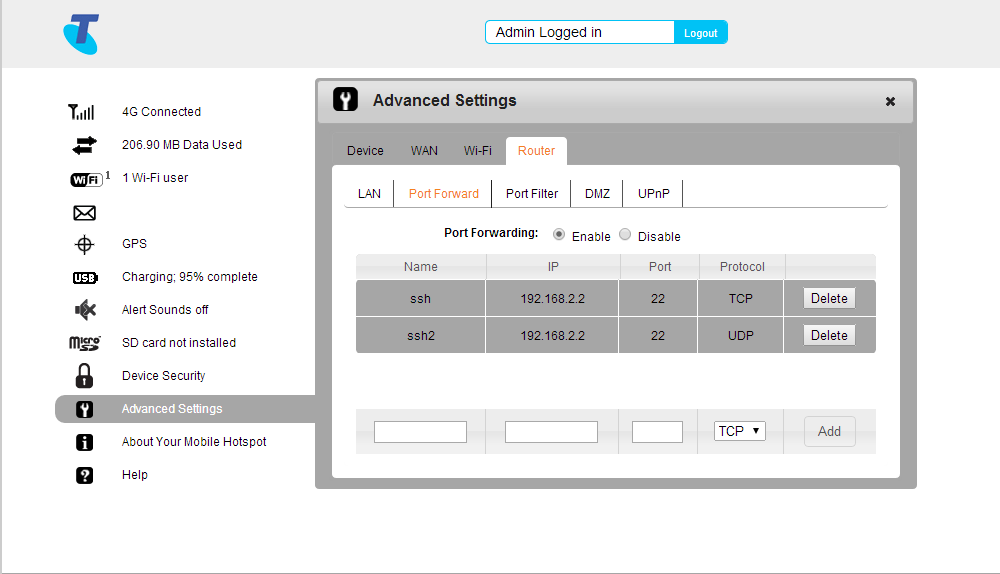 T
Admin Logged in Logout
4G Connected
206.90 MB Data Used
WiFi 1 1 Wi-Fi user
GPS
USB Charging; 95% complete
Alert Sounds off
Micro SD SD card not installed
Device Security
Advanced Settings
About Your Mobile Hotspot
Help
Advanced Settings
Device WAN Wi-Fi Router
LAN Port Forward Port Filter DMZ UPnP
Port Forwarding: Enable Disable
Name IP Port Protocol
ssh 192.168.2.2 22 TCP Delete
ssh2 192.168.2.2 22 UDP Delete
TCP Add